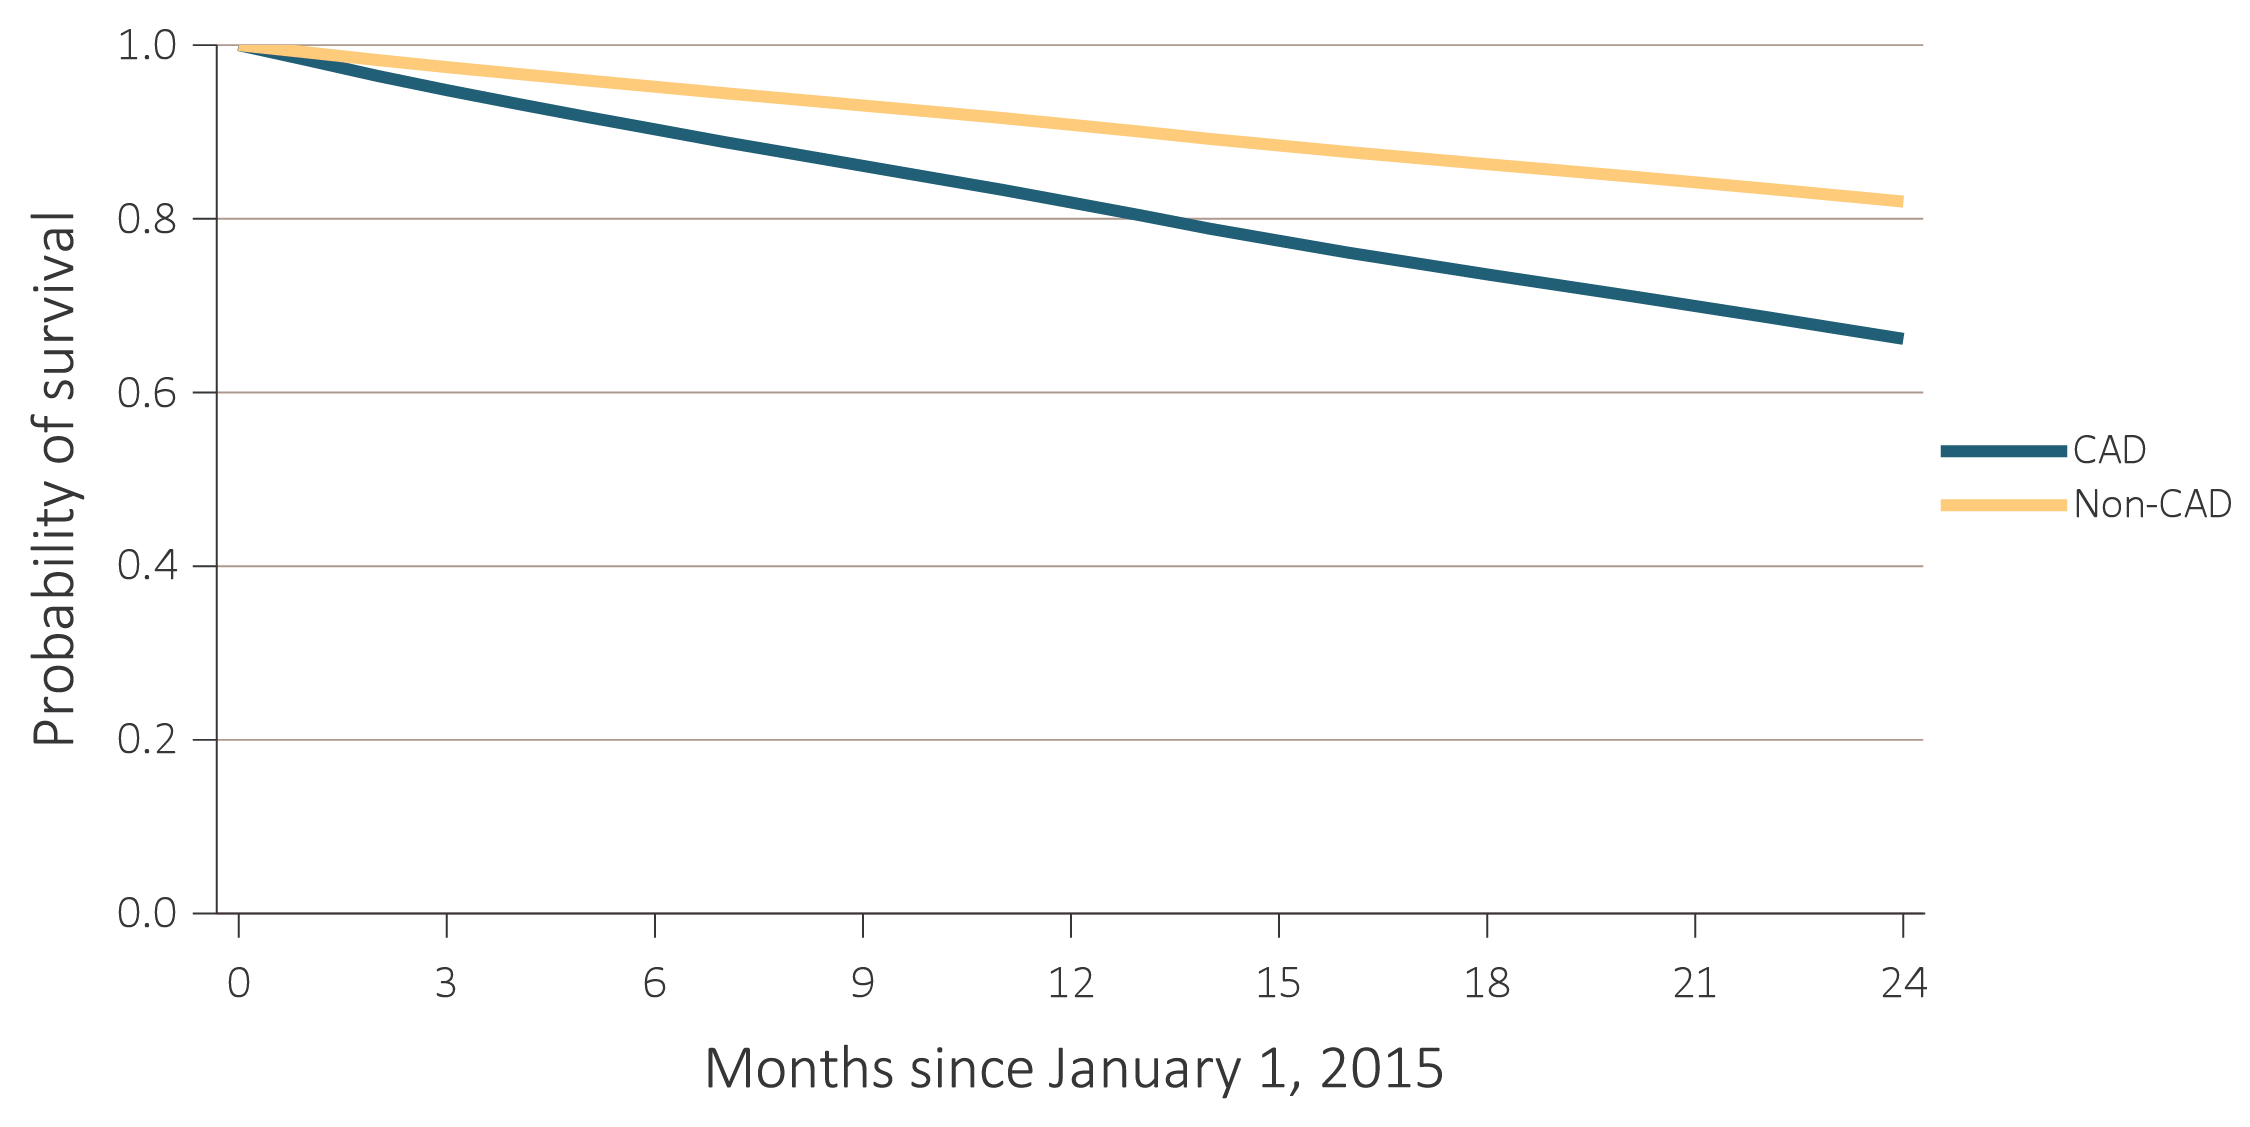 Probability of survival
1.0
0.8
0.6
0.4
0.2
0.0
0 3 6 9 12 15 18 21 24
Months since January 1, 2015
CAD
Non-CAD